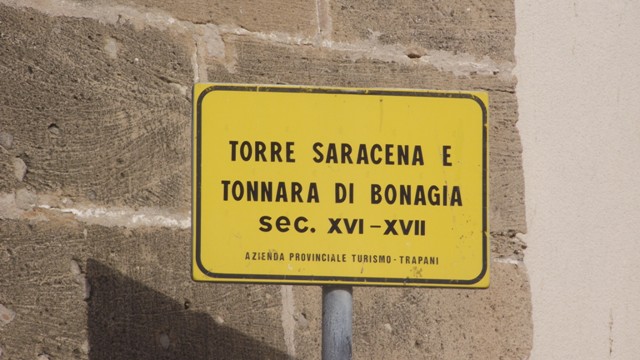 TORRE SARACENA E
TONNARA DI BONAGIA
sec. XVI-XVII
AZIENDA PROVINCIALE TURISMO-TRAPANI